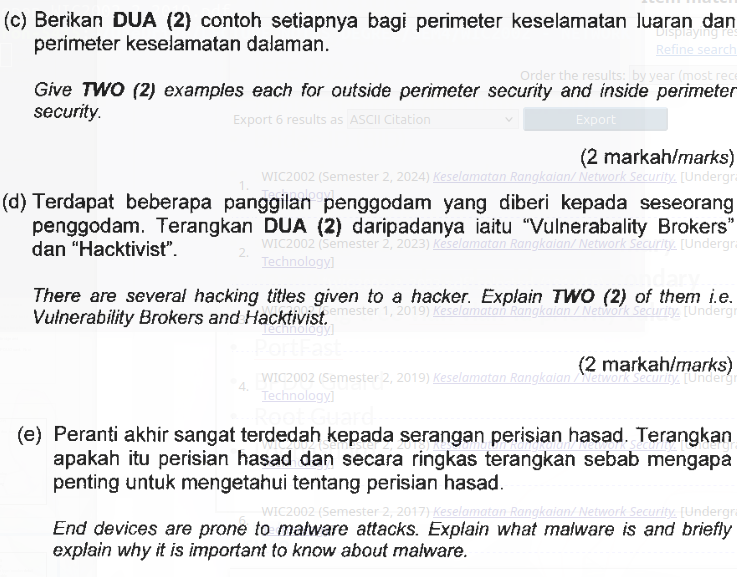 (c) Berikan DUA (2) contoh setiapnya bagi perimeter keselamatan luaran dan
perimeter keselamatan dalaman.
Displaying res
Refine search
Order the results: by year (most rece
Give TWO (2) examples each for outside perimeter security and inside perimeter
security.
Export 6 results as ASCII Citation Export
(2 markah/marks)
1. WIC2002 (Semester 2, 2024) Keselamatan Rangkaian/ Network Security. [Undergra
Technology]
(d) Terdapat beberapa panggilan penggodam yang diberi kepada seseorang
penggodam. Terangkan DUA (2) daripadanya iaitu “Vulnerabality Brokers”
dan “Hacktivist”.
2. WIC2002 (Semester 2, 2023) Keselamatan Rangkaian/ Network Security. [Undergra
Technology]
There are several hacking titles given to a hacker. Explain TWO (2) of them i.e.
Vulnerability Brokers and Hacktivist.
WIC2002 (Semester 1, 2019) Keselamatan Rangkaian / Network Security. [Undergr
Technology]
PortFast
(2 markah/marks)
4. WIC2002 (Semester 2, 2019) Keselamatan Rangkaian / Network Security. [Undergr
Technology]
Root Guard
(e) Peranti akhir sangat terdedah kepada serangan perisian hasad. Terangkan
apakah itu perisian hasad dan secara ringkas terangkan sebab mengapa
penting untuk mengetahui tentang perisian hasad.
WIC2002 (Semester 2, 2017) Keselamatan Rangkaian/ Network Security. [Undergra
End devices are prone to malware attacks. Explain what malware is and briefly
explain why it is important to know about malware.